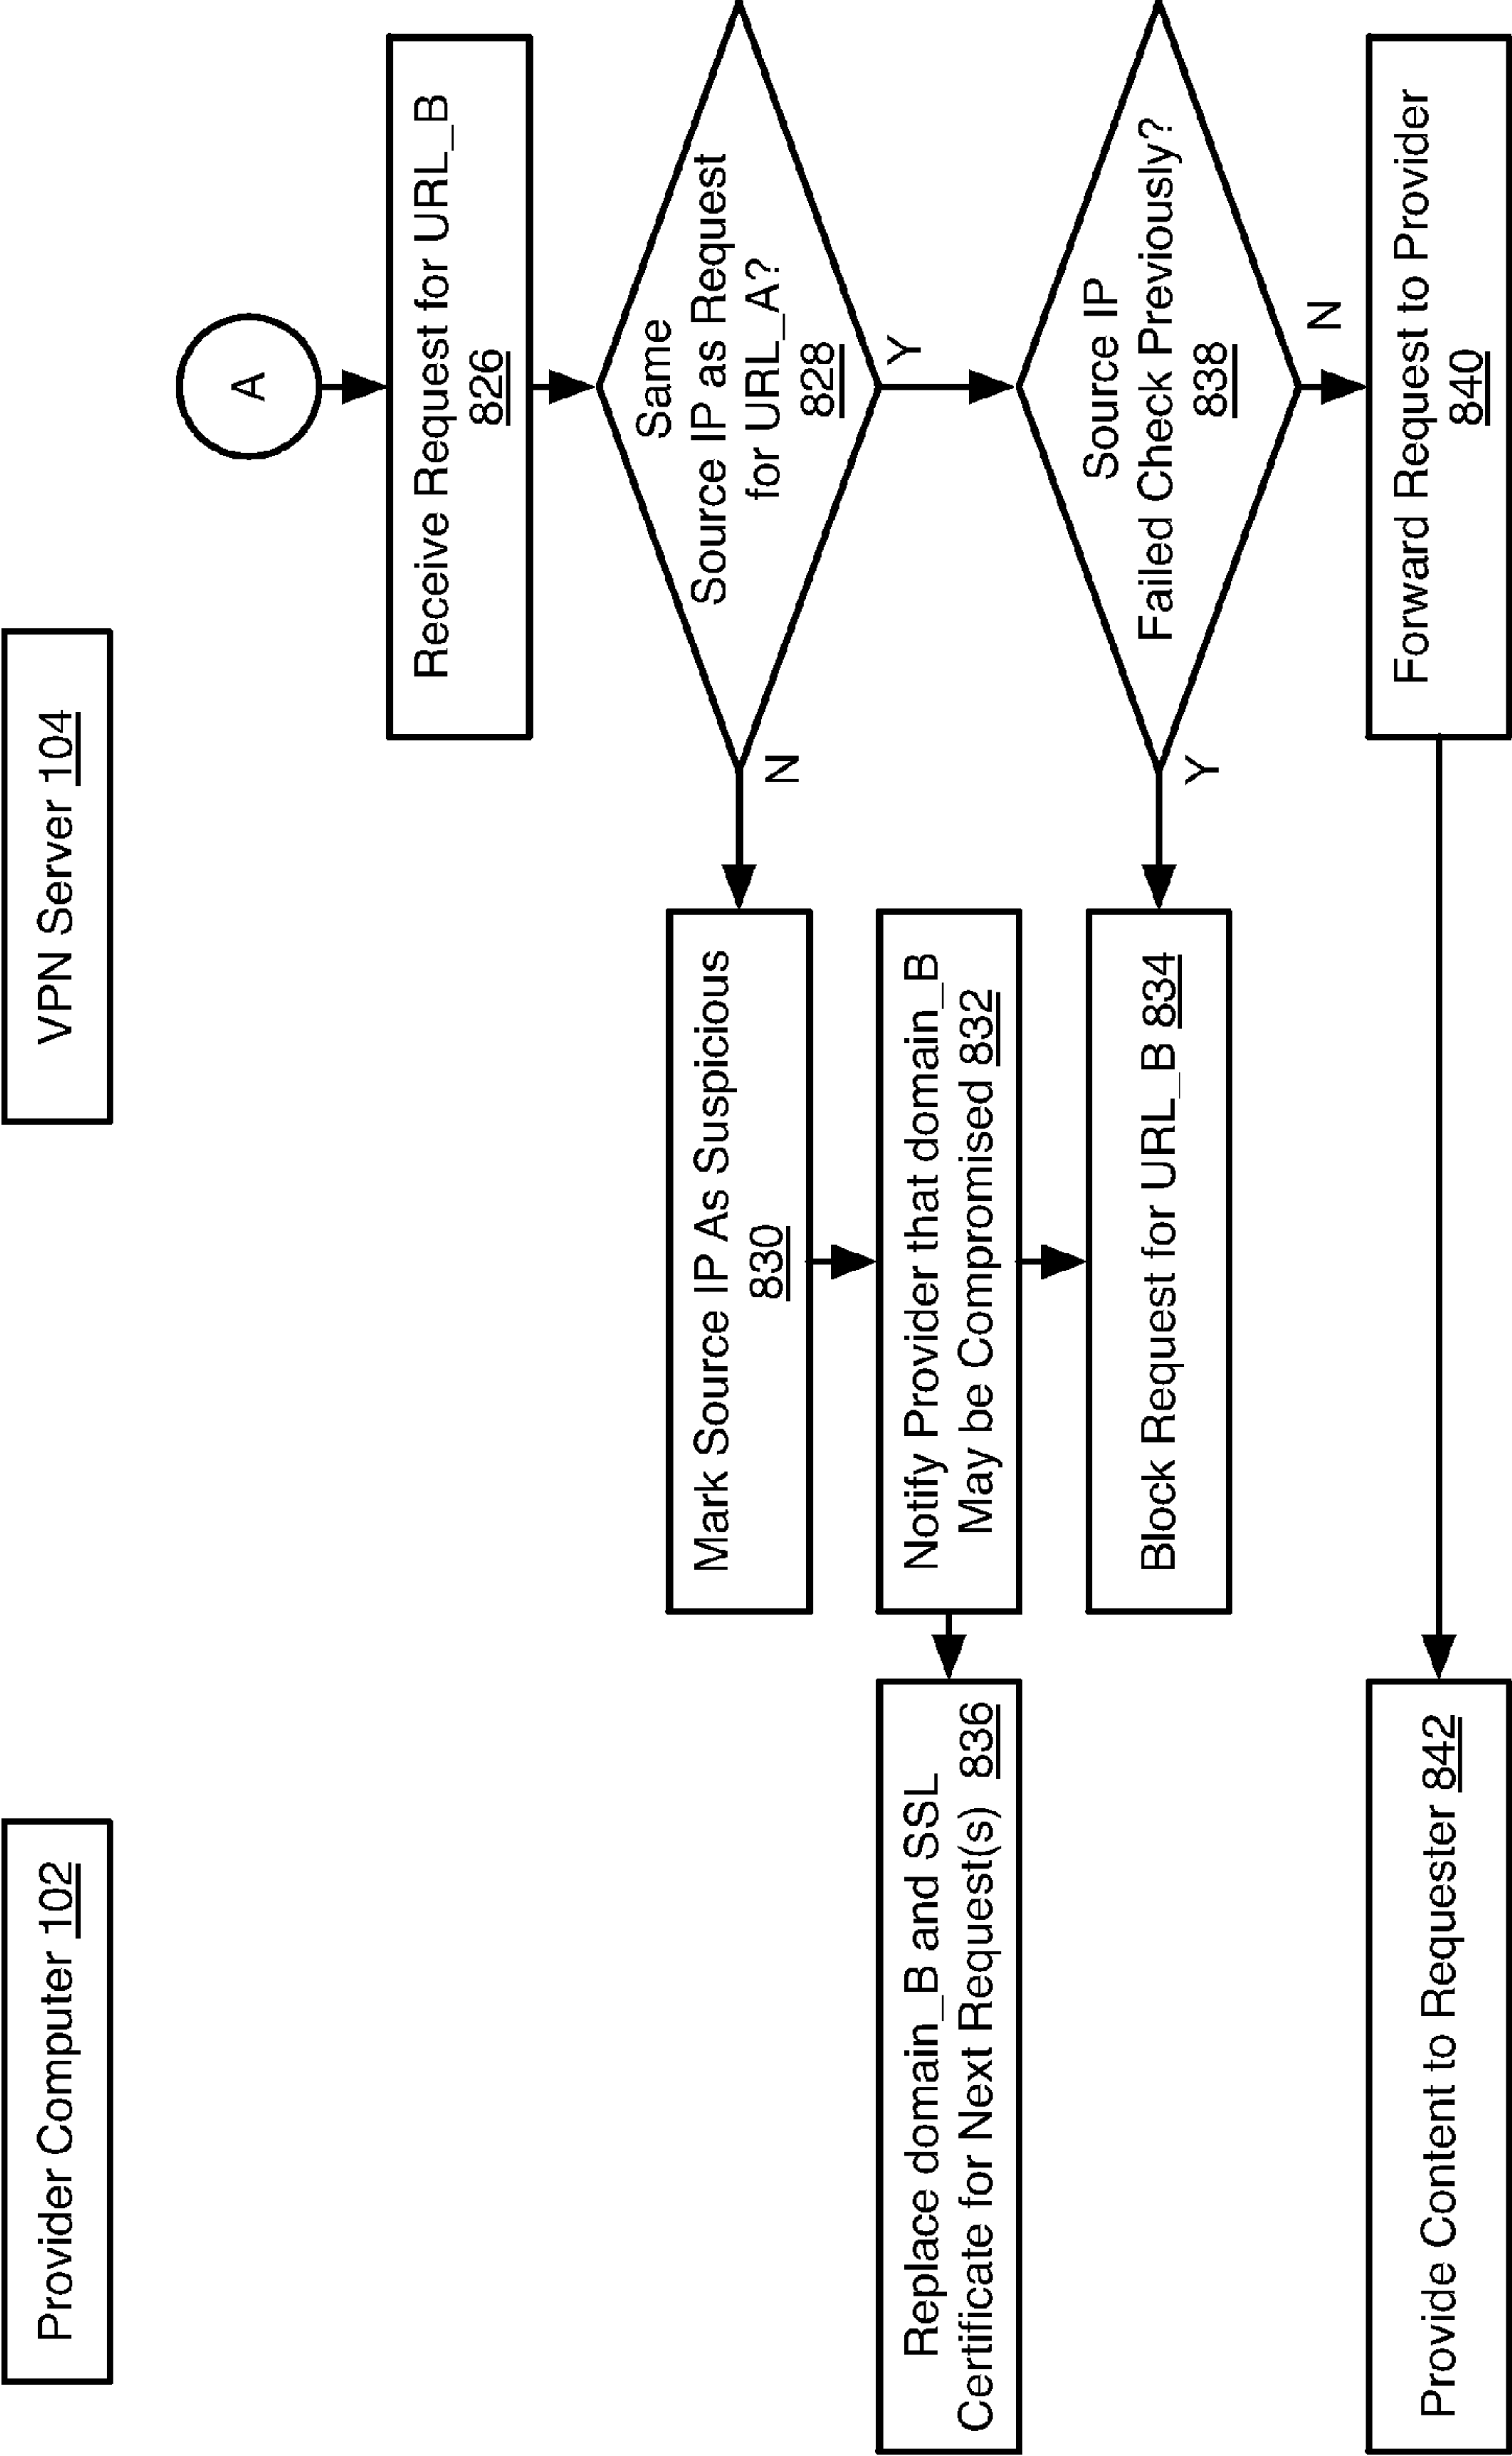 Provider Computer 102
VPN Server 104
A
Receive Request for URL_B
826
Same
Source IP as Request
for URL_A?
828
N
Y
Mark Source IP As Suspicious
830
Notify Provider that domain_B
May be Compromised 832
Replace domain_B and SSL
Certificate for Next Request(s) 836
Block Request for URL_B 834
Source IP
Failed Check Previously?
838
Y
N
Forward Request to Provider
840
Provide Content to Requester 842